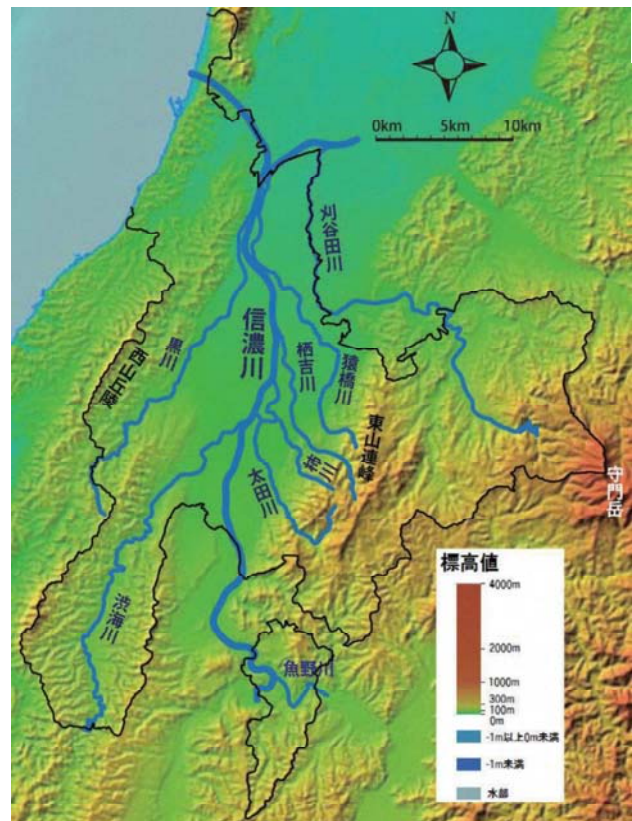 N
0km 5km 10km
刈谷田川
信濃川
黒川
西山丘陵
栖吉川
猿橋川
東山連峰
柿川
太田川
守門岳
渋海川
魚野川
標高値
4000m
2000m
1000m
300m
100m
0m
-1m以上0m未満
-1m未満
水部